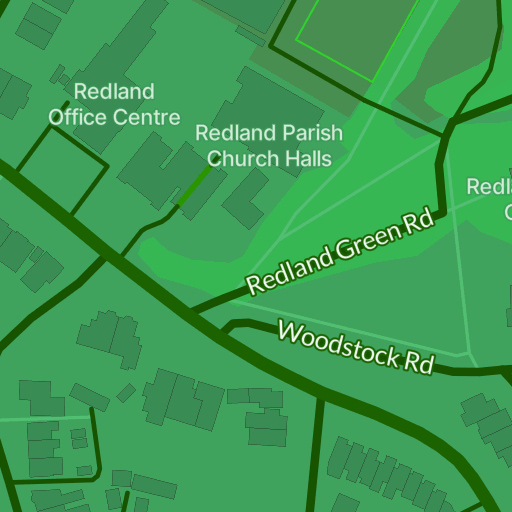 Redland
Office Centre
Redland Parish
Church Halls
Redland Green Rd
Woodstock Rd